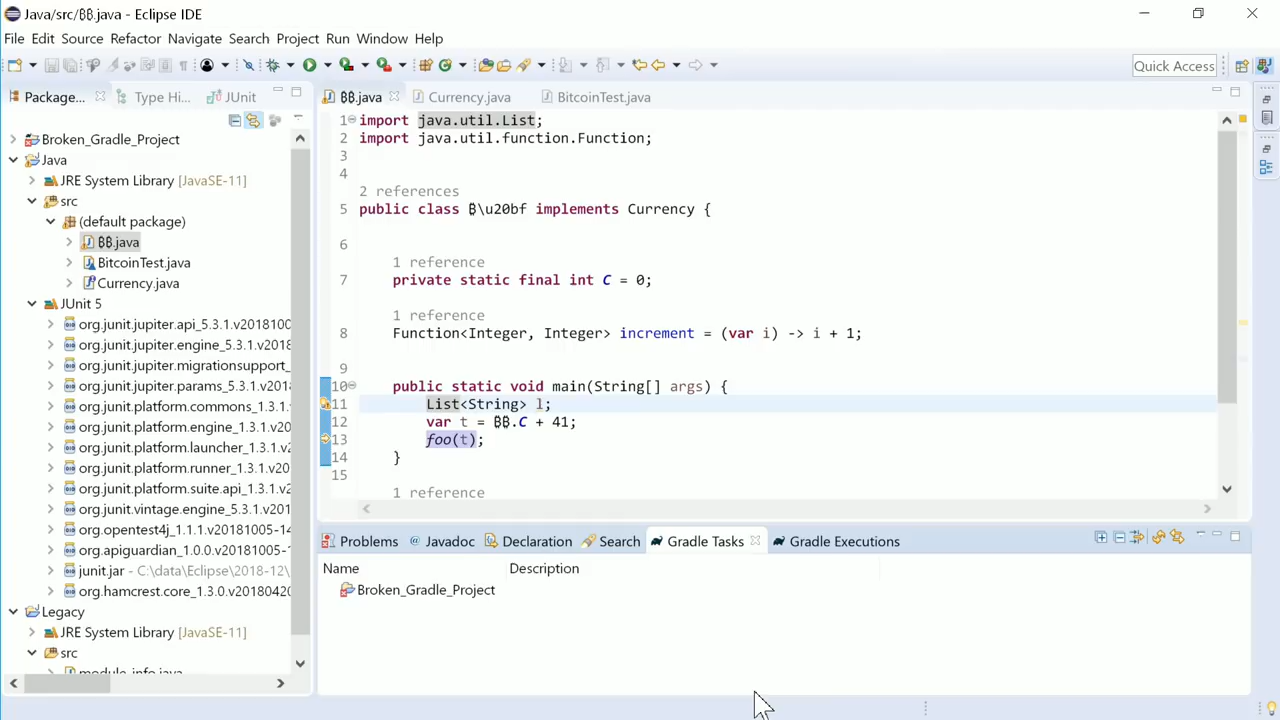 Java/src/₿₿.java - Eclipse IDE
File Edit Source Refactor Navigate Search Project Run Window Help
Quick Access
Package... Type Hi... JUnit
Broken_Gradle_Project
Java
JRE System Library [JavaSE-11]
src
(default package)
₿₿.java
BitcoinTest.java
Currency.java
JUnit 5
org.junit.jupiter.api_5.3.1.v2018100
org.junit.jupiter.engine_5.3.1.v2018
org.junit.jupiter.migrationsupport_
org.junit.jupiter.params_5.3.1.v2018
org.junit.platform.commons_1.3.1.v
org.junit.platform.engine_1.3.1.v201
org.junit.platform.launcher_1.3.1.v2
org.junit.platform.runner_1.3.1.v201
org.junit.platform.suite.api_1.3.1.v2
org.junit.vintage.engine_5.3.1.v2018
org.opentest4j_1.1.1.v20181005-14
org.apiguardian_1.0.0.v20181005-1
junit.jar - C:\data\Eclipse\2018-12\
org.hamcrest.core_1.3.0.v20180420
Legacy
JRE System Library [JavaSE-11]
src
module_info.java
₿₿.java Currency.java BitcoinTest.java
1 import java.util.List;
2 import java.util.function.Function;
3
4
2 references
5 public class ₿\u20bf implements Currency {
6
1 reference
7 private static final int C = 0;
1 reference
8 Function<Integer, Integer> increment = (var i) -> i + 1;
9
10 public static void main(String[] args) {
11 List<String> l;
12 var t = ₿₿.C + 41;
13 foo(t);
14 }
15
1 reference
Problems @ Javadoc Declaration Search Gradle Tasks Gradle Executions
Name Description
Broken_Gradle_Project